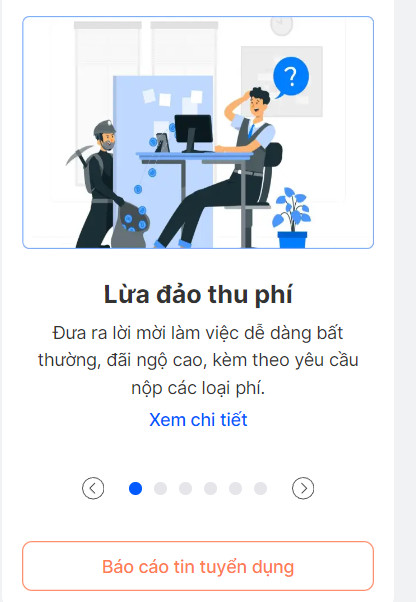 ?
Lừa đảo thu phí
Đưa ra lời mời làm việc dễ dàng bất
thường, đãi ngộ cao, kèm theo yêu cầu
nộp các loại phí.
Xem chi tiết
Báo cáo tin tuyển dụng